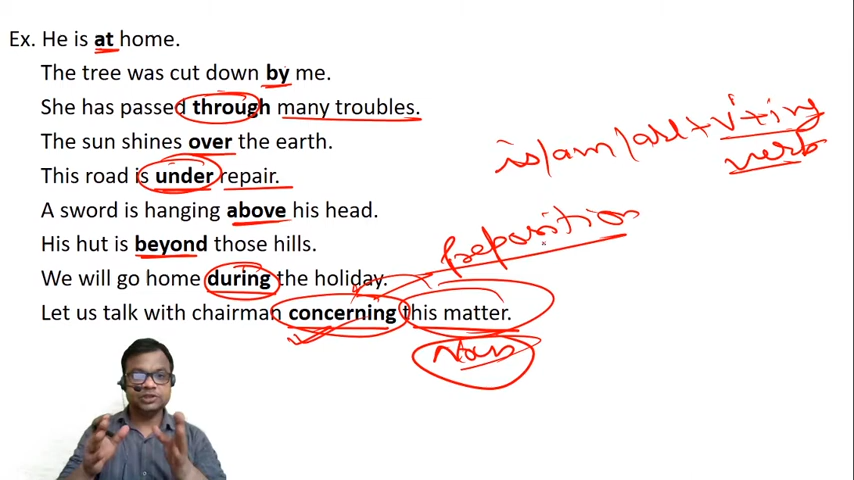 Ex. He is at home.
The tree was cut down by me.
She has passed through many troubles.
The sun shines over the earth.
This road is under repair.
A sword is hanging above his head.
His hut is beyond those hills.
We will go home during the holiday.
Let us talk with chairman concerning this matter.
is/am/are + v¹ + ing
verb
Preposition
Noun